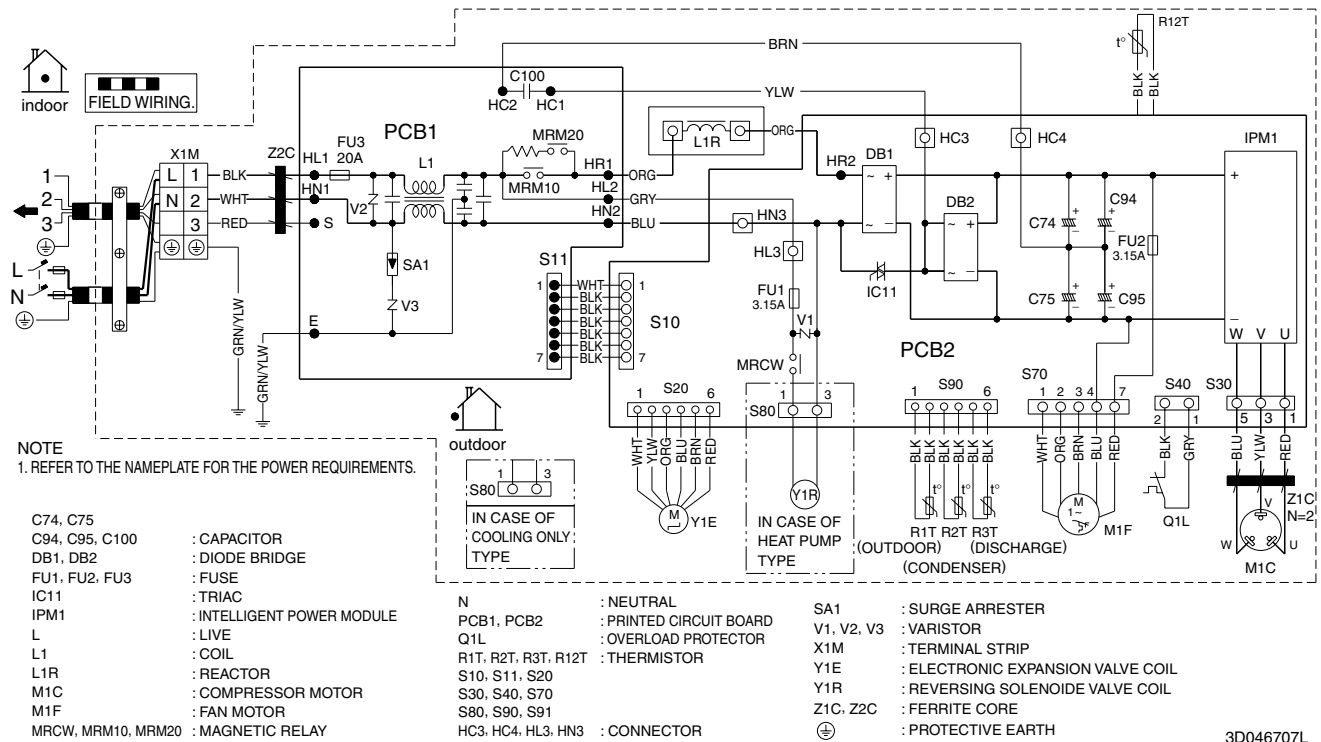 R12T
t°
BLK
BLK
BRN
C100
HC2 HC1
YLW
indoor
FIELD WIRING.
PCB1
FU3
20A
L1
MRM20
MRM10
HR1
HL2
HN2
ORG
GRY
BLU
L1R
ORG
HC3
HC4
IPM1
X1M
L 1
N 2
3
Z2C
HL1
HN1
S
BLK
WHT
RED
1
2
3
L
N
V2
SA1
V3
E
GRN/YLW
GRN/YLW
HR2
DB1
~ +
~ −
DB2
~ +
~ −
HN3
HL3
IC11
C74
C94
C75
C95
+
−
FU2
3.15A
FU1
3.15A
V1
MRCW
+
−
W V U
S11
1
7
WHT
BLK
BLK
BLK
BLK
BLK
BLK
1
7
S10
PCB2
outdoor
S20
1 6
WHT
YLW
ORG
BLU
BRN
RED
M
Y1E
S80
1 3
Y1R
IN CASE OF
HEAT PUMP
TYPE
S80
1 3
IN CASE OF
COOLING ONLY
TYPE
S90
1 6
BLK
BLK
BLK
BLK
BLK
BLK
t° t° t°
R1T R2T R3T
(OUTDOOR) (DISCHARGE)
(CONDENSER)
S70
1 2 3 4 7
WHT
ORG
BRN
BLU
RED
M
1~
M1F
S40
2 1
BLK
GRY
Q1L
S30
5 3 1
BLU
YLW
RED
Z1C
N=2
V
W U
M1C
NOTE
1. REFER TO THE NAMEPLATE FOR THE POWER REQUIREMENTS.
C74, C75
C94, C95, C100 : CAPACITOR
DB1, DB2 : DIODE BRIDGE
FU1, FU2, FU3 : FUSE
IC11 : TRIAC
IPM1 : INTELLIGENT POWER MODULE
L : LIVE
L1 : COIL
L1R : REACTOR
M1C : COMPRESSOR MOTOR
M1F : FAN MOTOR
MRCW, MRM10, MRM20 : MAGNETIC RELAY
N : NEUTRAL
PCB1, PCB2 : PRINTED CIRCUIT BOARD
Q1L : OVERLOAD PROTECTOR
R1T, R2T, R3T, R12T : THERMISTOR
S10, S11, S20
S30, S40, S70
S80, S90, S91
HC3, HC4, HL3, HN3 : CONNECTOR
SA1 : SURGE ARRESTER
V1, V2, V3 : VARISTOR
X1M : TERMINAL STRIP
Y1E : ELECTRONIC EXPANSION VALVE COIL
Y1R : REVERSING SOLENOIDE VALVE COIL
Z1C, Z2C : FERRITE CORE
: PROTECTIVE EARTH
3D046707L